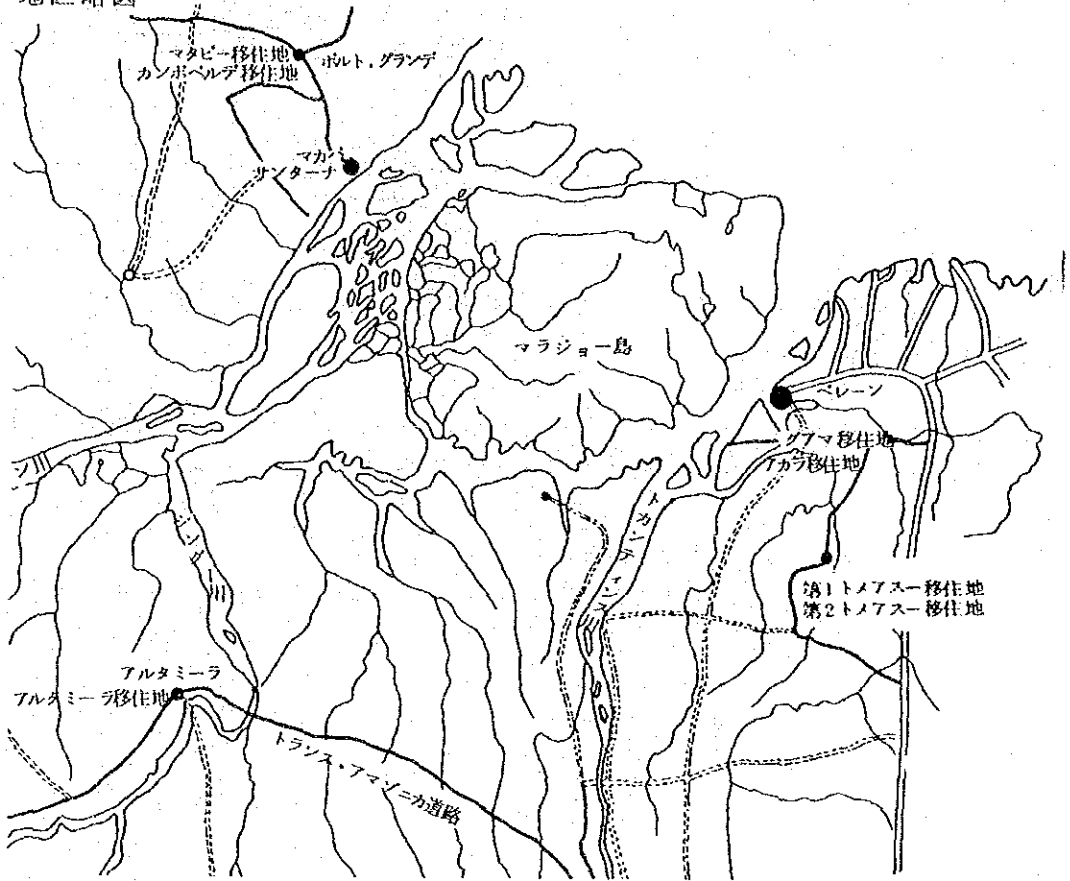 マタピー移住地
カンポベルデ移住地
ポルト．グランデ
マカパ
サンターナ
マラジョー島
ベレーン
グアマ移住地
アカラ移住地
トカンティンス川
シングー川
第1トメアスー移住地
第2トメアスー移住地
アルタミーラ
アルタミーラ移住地
トランス・アマゾニカ道路